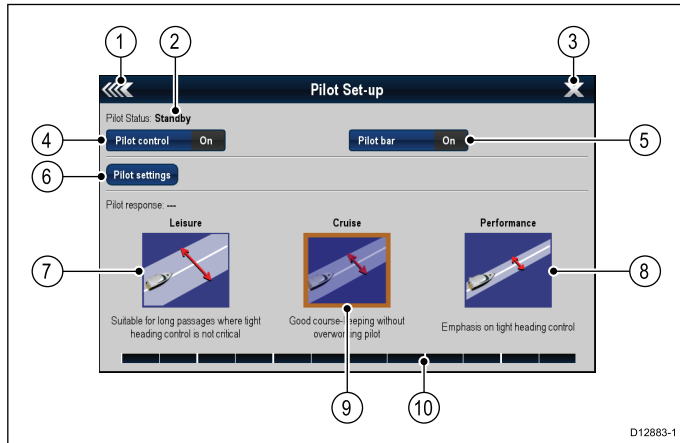 1 2 3
Pilot Set-up
Pilot Status: Standby
4 Pilot control On Pilot bar On 5
6 Pilot settings
Pilot response: ---
Leisure Cruise Performance
7 8
Suitable for long passages where tight
heading control is not critical
Good course-keeping without
overworking pilot
Emphasis on tight heading control
9 10
D12883-1